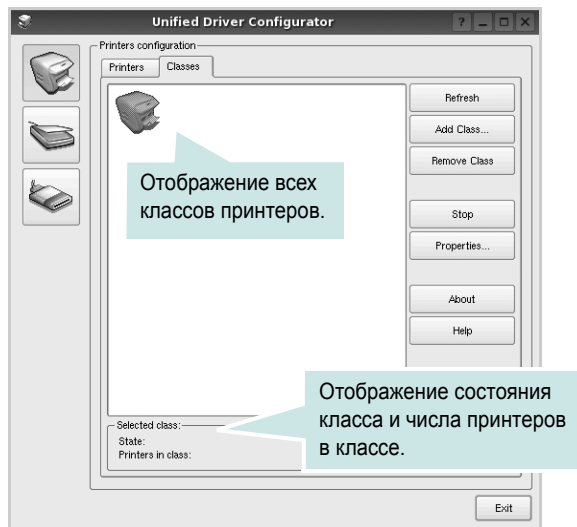 Unified Driver Configurator
Printers configuration
Printers
Classes
Refresh
Add Class...
Remove Class
Stop
Properties...
About
Help
Отображение всех
классов принтеров.
Отображение состояния
класса и числа принтеров
в классе.
Selected class:
State:
Printers in class:
Exit